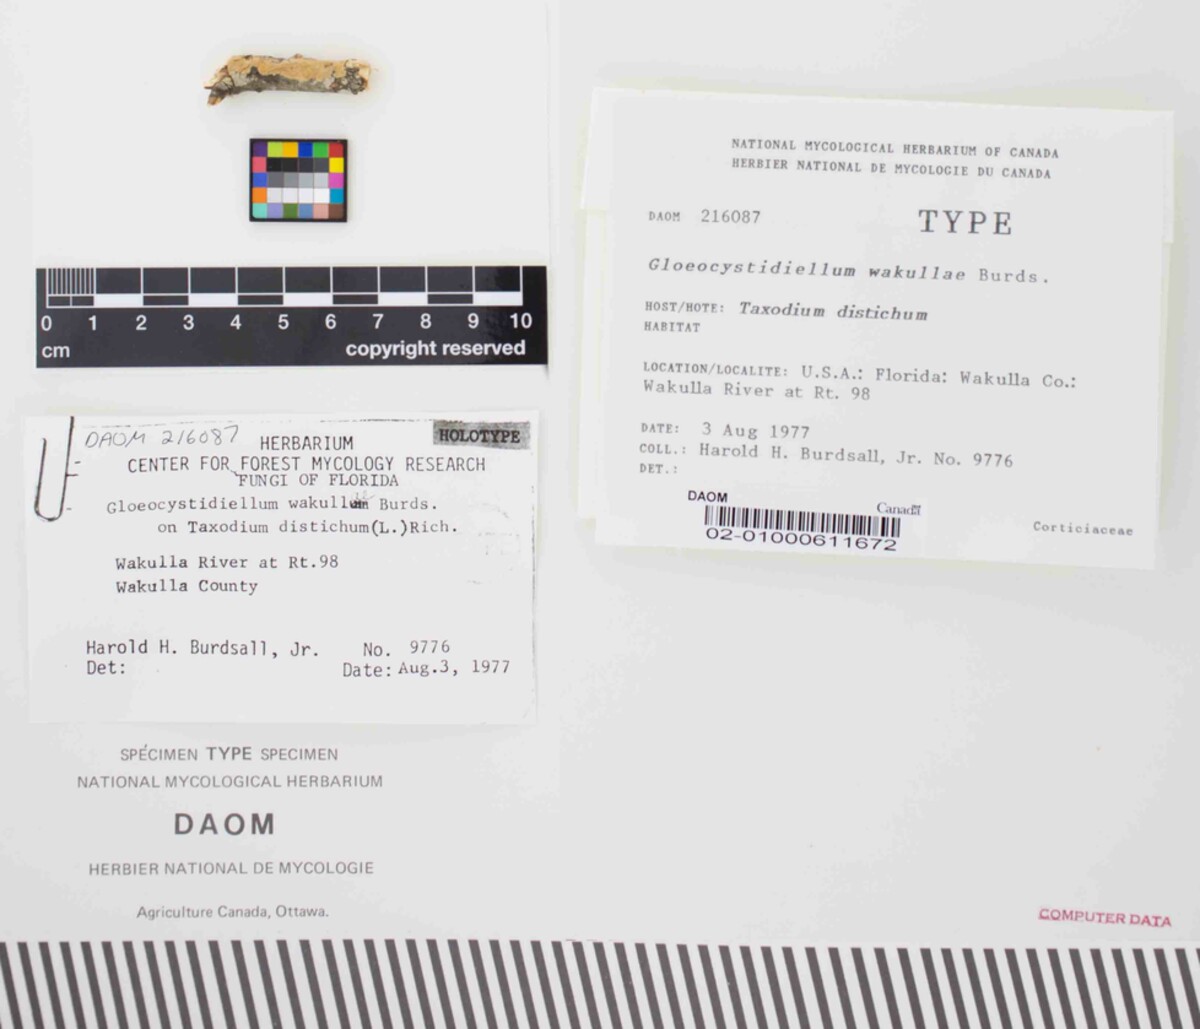 0 1 2 3 4 5 6 7 8 9 10
cm copyright reserved
DAOM 216087
HOLOTYPE
HERBARIUM
CENTER FOR FOREST MYCOLOGY RESEARCH
FUNGI OF FLORIDA
Gloeocystidiellum Burds.
on Taxodium distichum(L.)Rich.
Wakulla River at Rt.98
Wakulla County
Harold H. Burdsall, Jr. No. 9776
Det: Date: Aug.3, 1977
SPÉCIMEN TYPE SPECIMEN
NATIONAL MYCOLOGICAL HERBARIUM
DAOM
HERBIER NATIONAL DE MYCOLOGIE
Agriculture Canada, Ottawa.
NATIONAL MYCOLOGICAL HERBARIUM OF CANADA
HERBIER NATIONAL DE MYCOLOGIE DU CANADA
DAOM 216087 TYPE
Gloeocystidiellum wakullae Burds.
HOST/HOTE: Taxodium distichum
HABITAT
LOCATION/LOCALITE: U.S.A.: Florida: Wakulla Co.:
Wakulla River at Rt. 98
DATE: 3 Aug 1977
COLL.: Harold H. Burdsall, Jr. No. 9776
DET.:
DAOM
Canada
02-01000611672
Corticiaceae
COMPUTER DATA